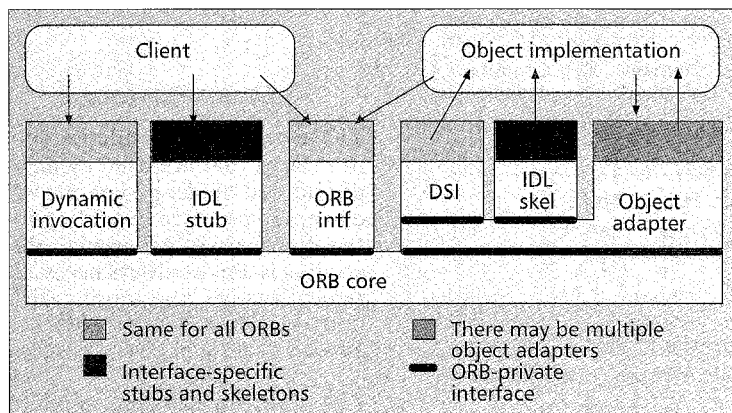 Client
Object implementation
Dynamic
invocation
IDL
stub
ORB
intf
DSI
IDL
skel
Object
adapter
ORB core
Same for all ORBs
Interface-specific
stubs and skeletons
There may be multiple
object adapters
ORB-private
interface